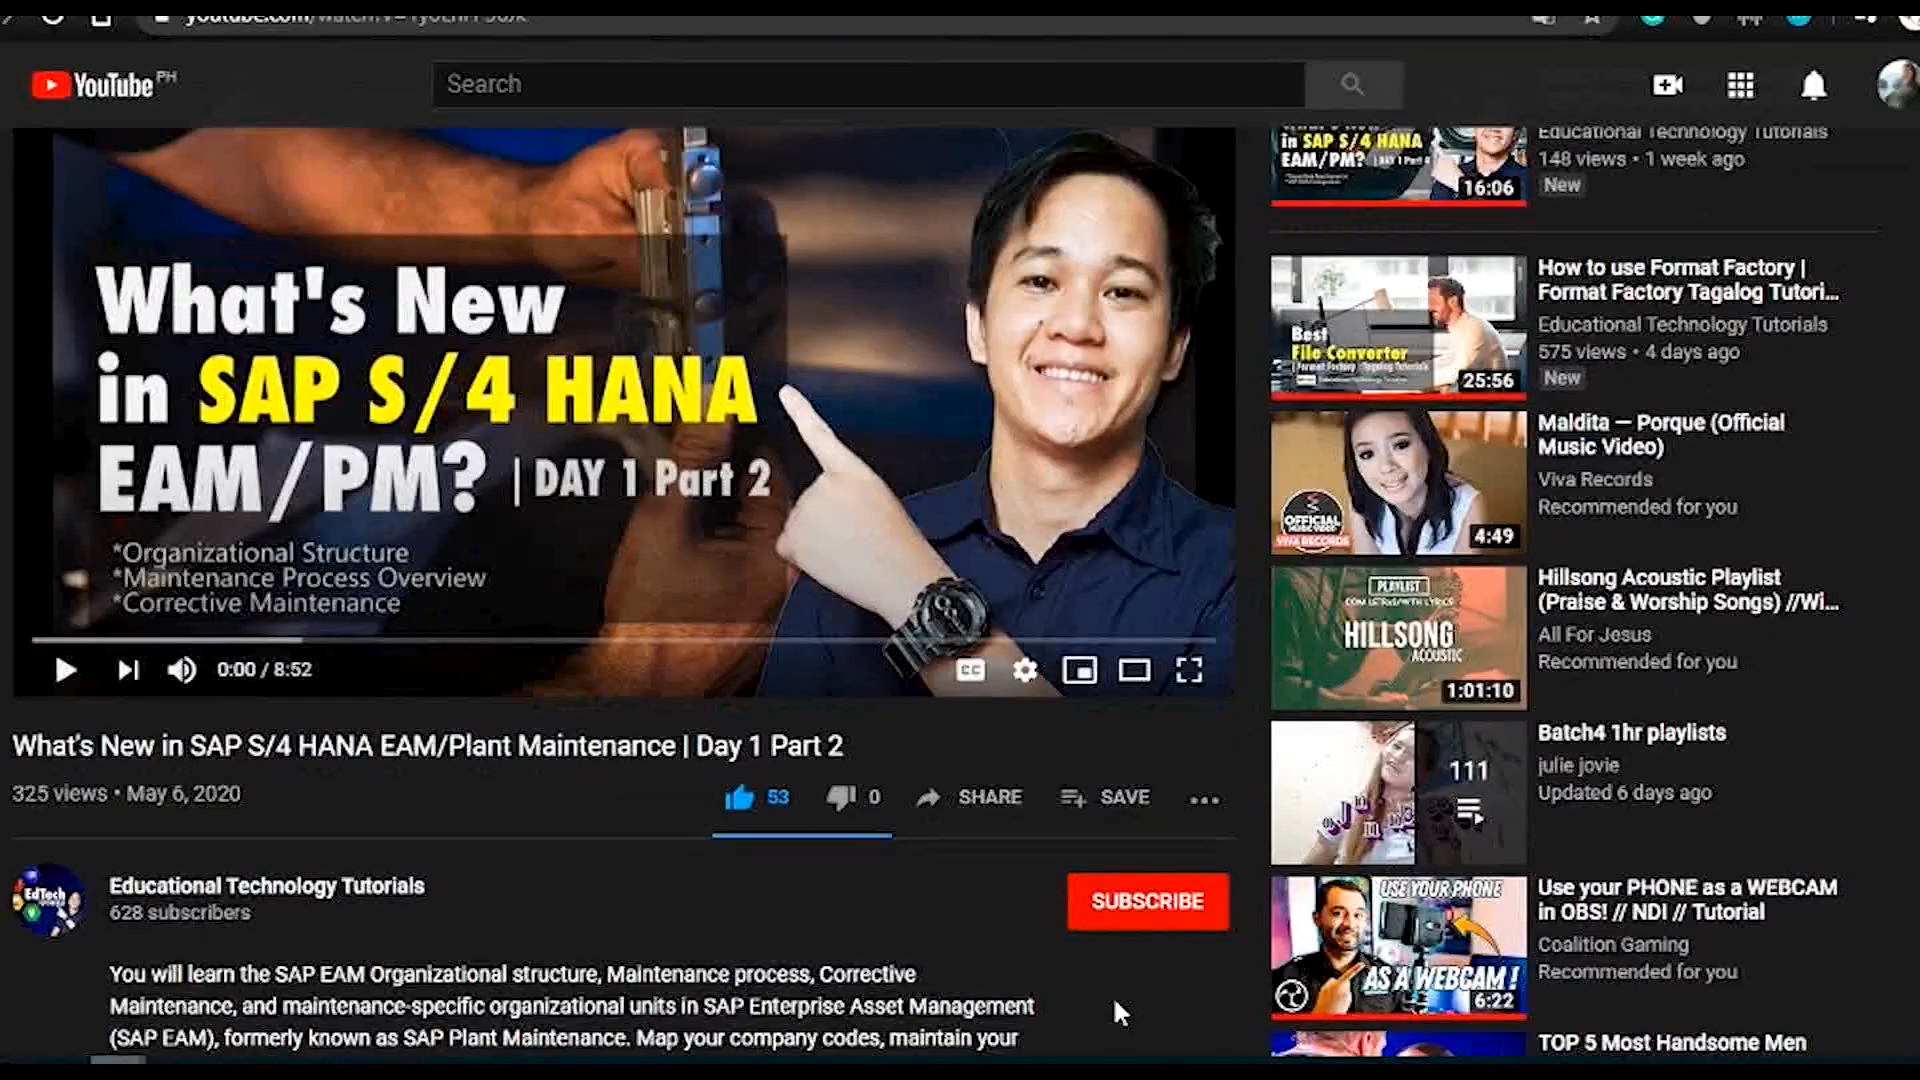 YouTube PH
Search
What's New
in SAP S/4 HANA
EAM/PM? | DAY 1 Part 2
*Organizational Structure
*Maintenance Process Overview
*Corrective Maintenance
0:00 / 8:52
CC
What's New in SAP S/4 HANA EAM/Plant Maintenance | Day 1 Part 2
325 views • May 6, 2020
53
0
SHARE
SAVE
EdTech
Educational Technology Tutorials
628 subscribers
SUBSCRIBE
You will learn the SAP EAM Organizational structure, Maintenance process, Corrective
Maintenance, and maintenance-specific organizational units in SAP Enterprise Asset Management
(SAP EAM), formerly known as SAP Plant Maintenance. Map your company codes, maintain your
in SAP S/4 HANA
EAM/PM?
16:06
Educational Technology Tutorials
148 views • 1 week ago
New
Best
File Converter
25:56
How to use Format Factory |
Format Factory Tagalog Tutori...
Educational Technology Tutorials
575 views • 4 days ago
New
OFFICIAL
MUSIC VIDEO
VIVA RECORDS
4:49
Maldita — Porque (Official
Music Video)
Viva Records
Recommended for you
PLAYLIST
HILLSONG
ACOUSTIC
1:01:10
Hillsong Acoustic Playlist
(Praise & Worship Songs) //Wi...
All For Jesus
Recommended for you
111
Batch4 1hr playlists
julie jovie
Updated 6 days ago
USE YOUR PHONE
AS A WEBCAM!
6:22
Use your PHONE as a WEBCAM
in OBS! // NDI // Tutorial
Coalition Gaming
Recommended for you
TOP 5 Most Handsome Men